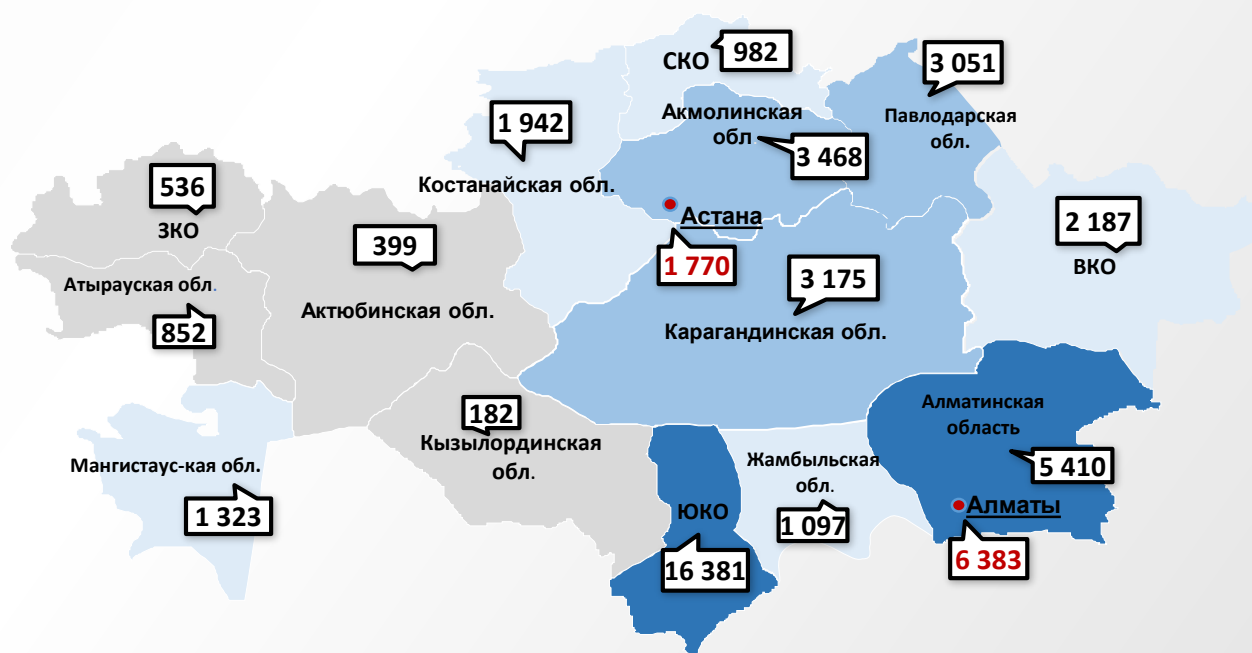 СКО
982
3 051
Павлодарская
обл.
Акмолинская
обл
3 468
1 942
Костанайская обл.
536
ЗКО
399
Актюбинская обл.
Атырауская обл.
852
Астана
1 770
3 175
Карагандинская обл.
2 187
ВКО
182
Кызылординская
обл.
Мангистаус-кая обл.
1 323
ЮКО
16 381
Жамбыльская
обл.
1 097
Алматинская
область
5 410
Алматы
6 383